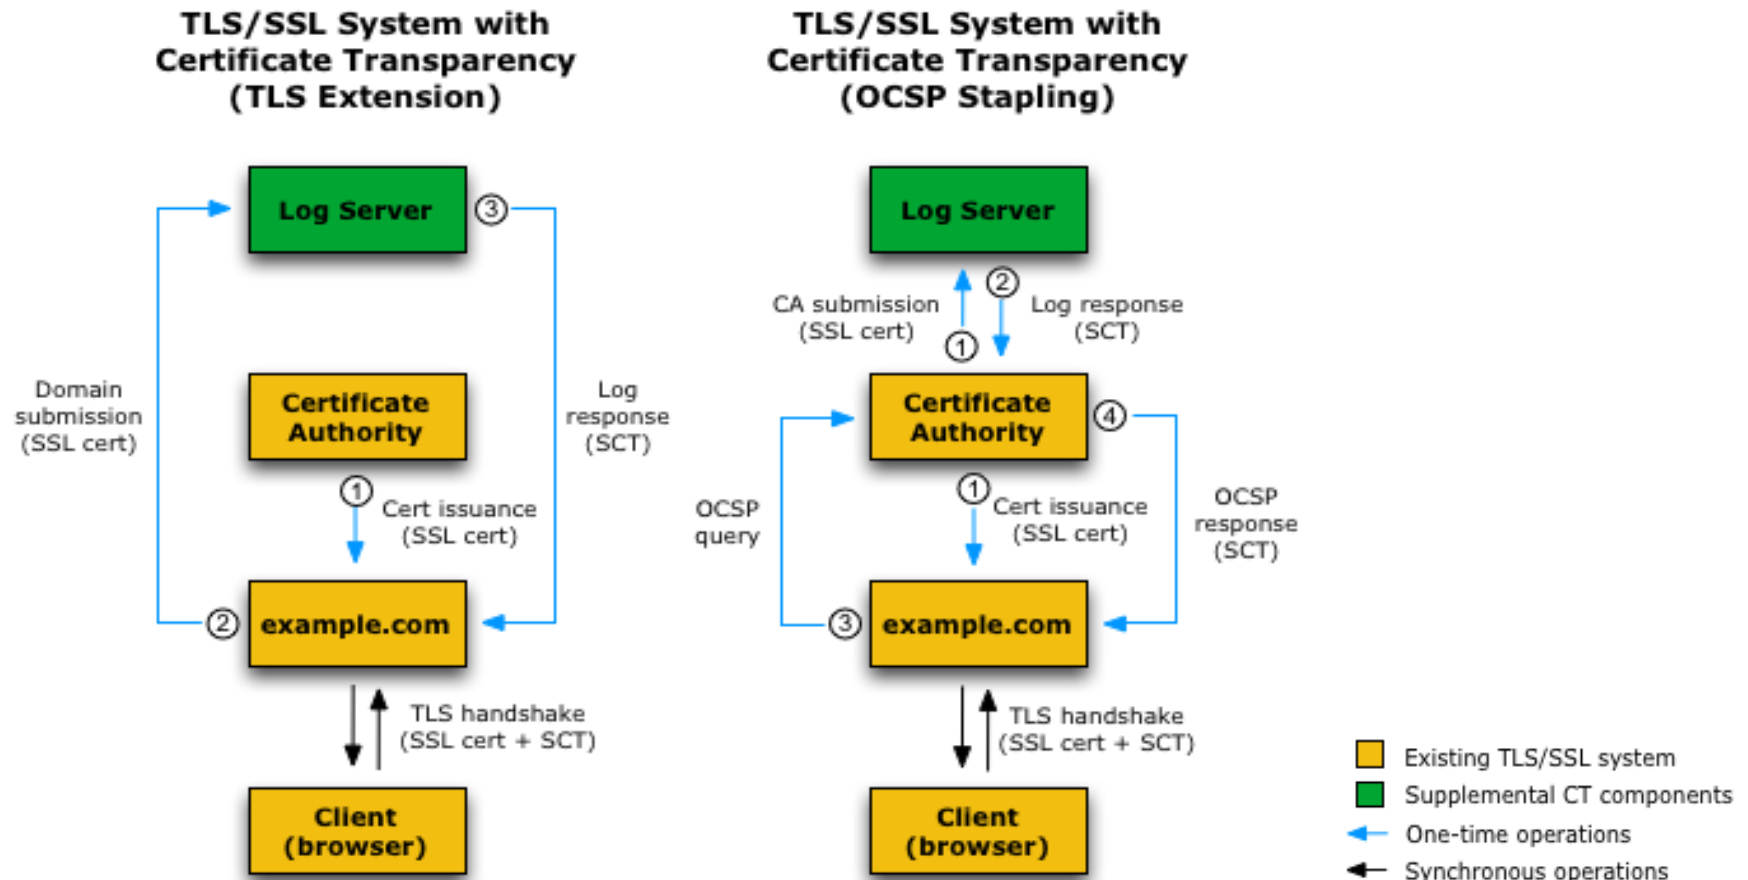 TLS/SSL System with
Certificate Transparency
(TLS Extension)
Log Server
3
Domain
submission
(SSL cert)
Certificate
Authority
Log
response
(SCT)
1
Cert issuance
(SSL cert)
2
example.com
TLS handshake
(SSL cert + SCT)
Client
(browser)
TLS/SSL System with
Certificate Transparency
(OCSP Stapling)
Log Server
CA submission
(SSL cert)
1
2
Log response
(SCT)
Certificate
Authority
4
OCSP
query
1
Cert issuance
(SSL cert)
OCSP
response
(SCT)
3
example.com
TLS handshake
(SSL cert + SCT)
Client
(browser)
Existing TLS/SSL system
Supplemental CT components
One-time operations
Synchronous operations